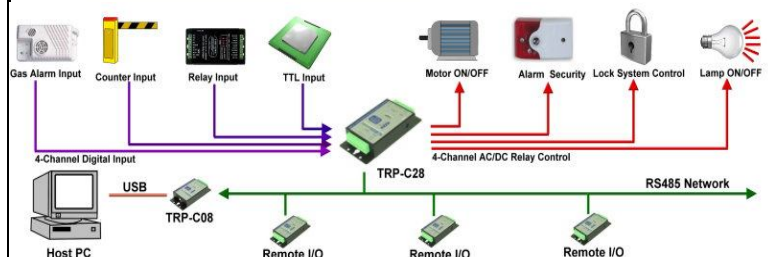 Gas Alarm Input
Counter Input
Relay Input
TTL Input
Motor ON/OFF
Alarm Security
Lock System Control
Lamp ON/OFF
4-Channel Digital Input
4-Channel AC/DC Relay Control
TRP-C28
USB
RS485 Network
TRP-C08
Host PC
Remote I/O
Remote I/O
Remote I/O